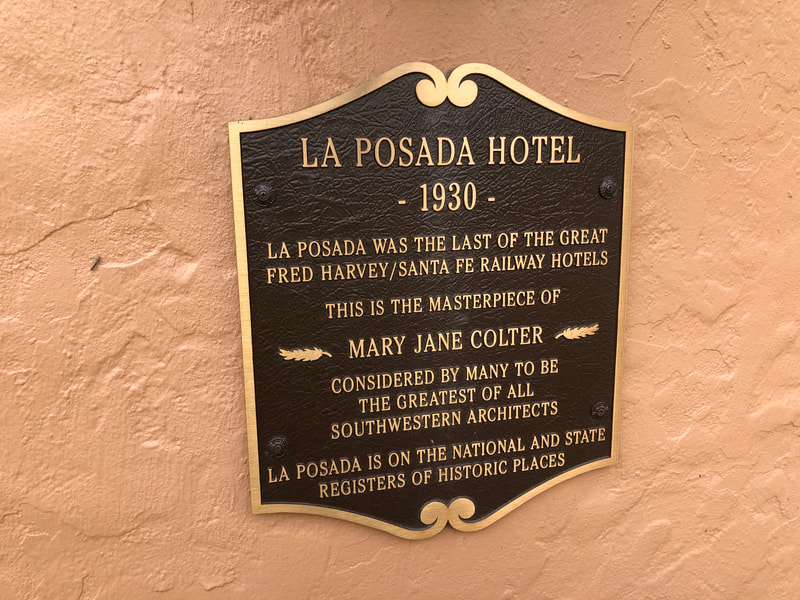 LA POSADA HOTEL
- 1930 -
LA POSADA WAS THE LAST OF THE GREAT
FRED HARVEY/SANTA FE RAILWAY HOTELS
THIS IS THE MASTERPIECE OF
MARY JANE COLTER
CONSIDERED BY MANY TO BE
THE GREATEST OF ALL
SOUTHWESTERN ARCHITECTS
LA POSADA IS ON THE NATIONAL AND STATE
REGISTERS OF HISTORIC PLACES